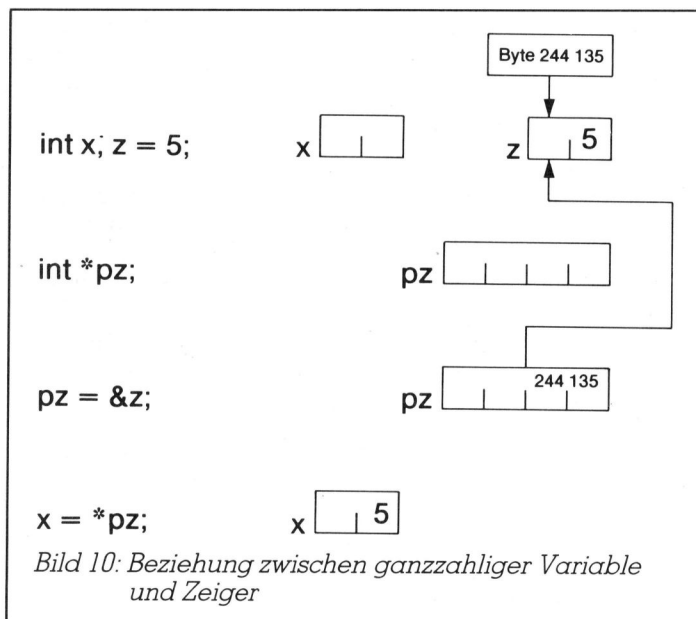 Byte 244 135
int x, z = 5; x z 5
int *pz; pz
244 135
pz = &z; pz
x = *pz; x 5
Bild 10: Beziehung zwischen ganzzahliger Variable
und Zeiger